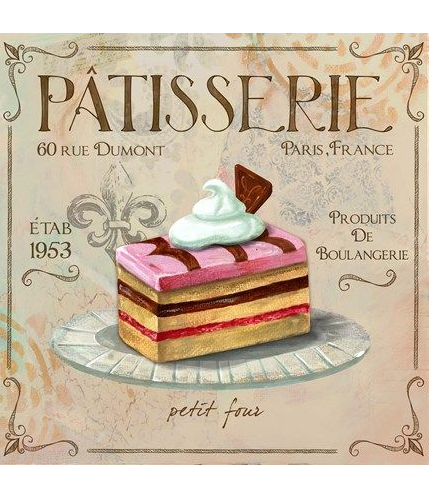 PÂTISSERIE
60 RUE DUMONT PARIS, FRANCE
ÉTAB
1953
PRODUITS
DE
BOULANGERIE
petit four